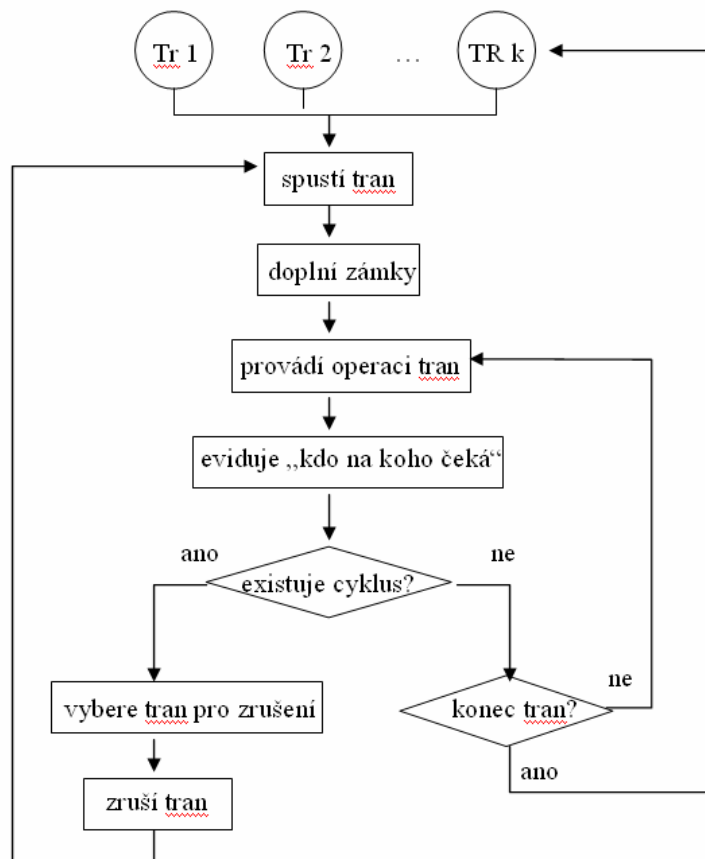 Tr 1
Tr 2
...
TR k
spustí tran
doplní zámky
provádí operaci tran
eviduje „kdo na koho čeká“
ano
ne
existuje cyklus?
vybere tran pro zrušení
konec tran?
ne
zruší tran
ano